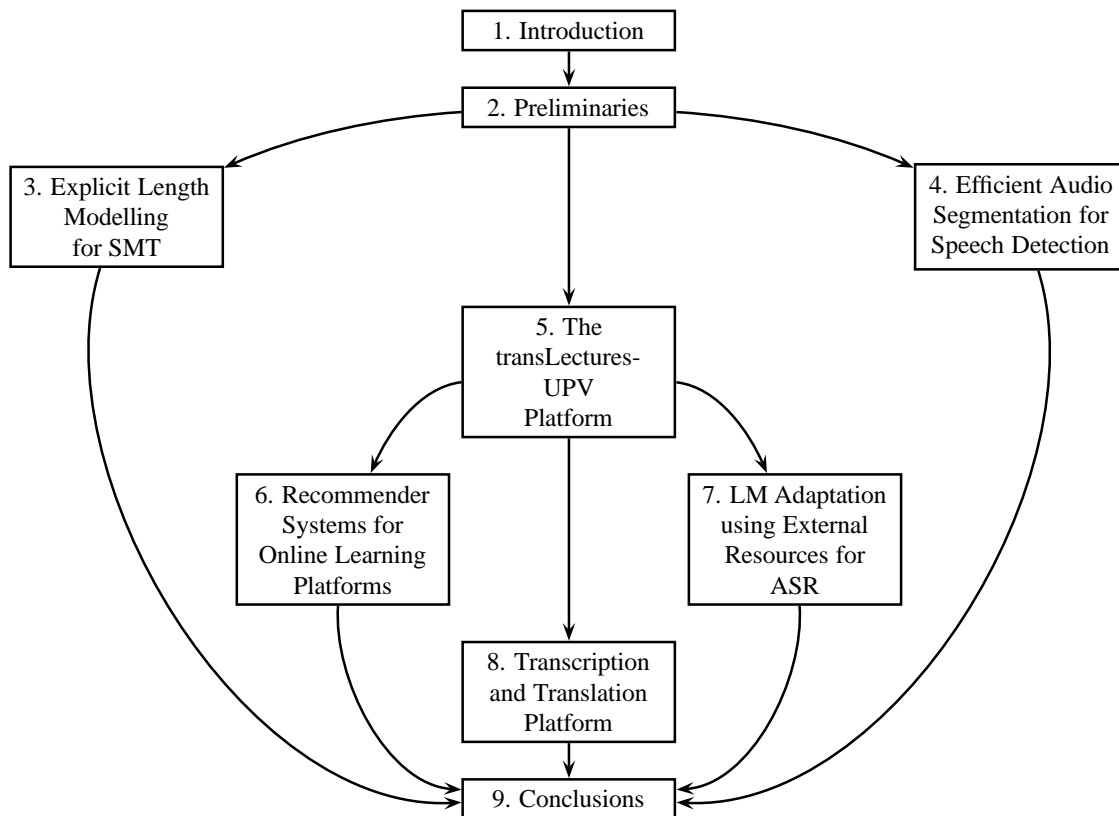 1. Introduction
2. Preliminaries
3. Explicit Length
Modelling
for SMT
4. Efficient Audio
Segmentation for
Speech Detection
5. The
transLectures-
UPV
Platform
6. Recommender
Systems for
Online Learning
Platforms
7. LM Adaptation
using External
Resources for
ASR
8. Transcription
and Translation
Platform
9. Conclusions